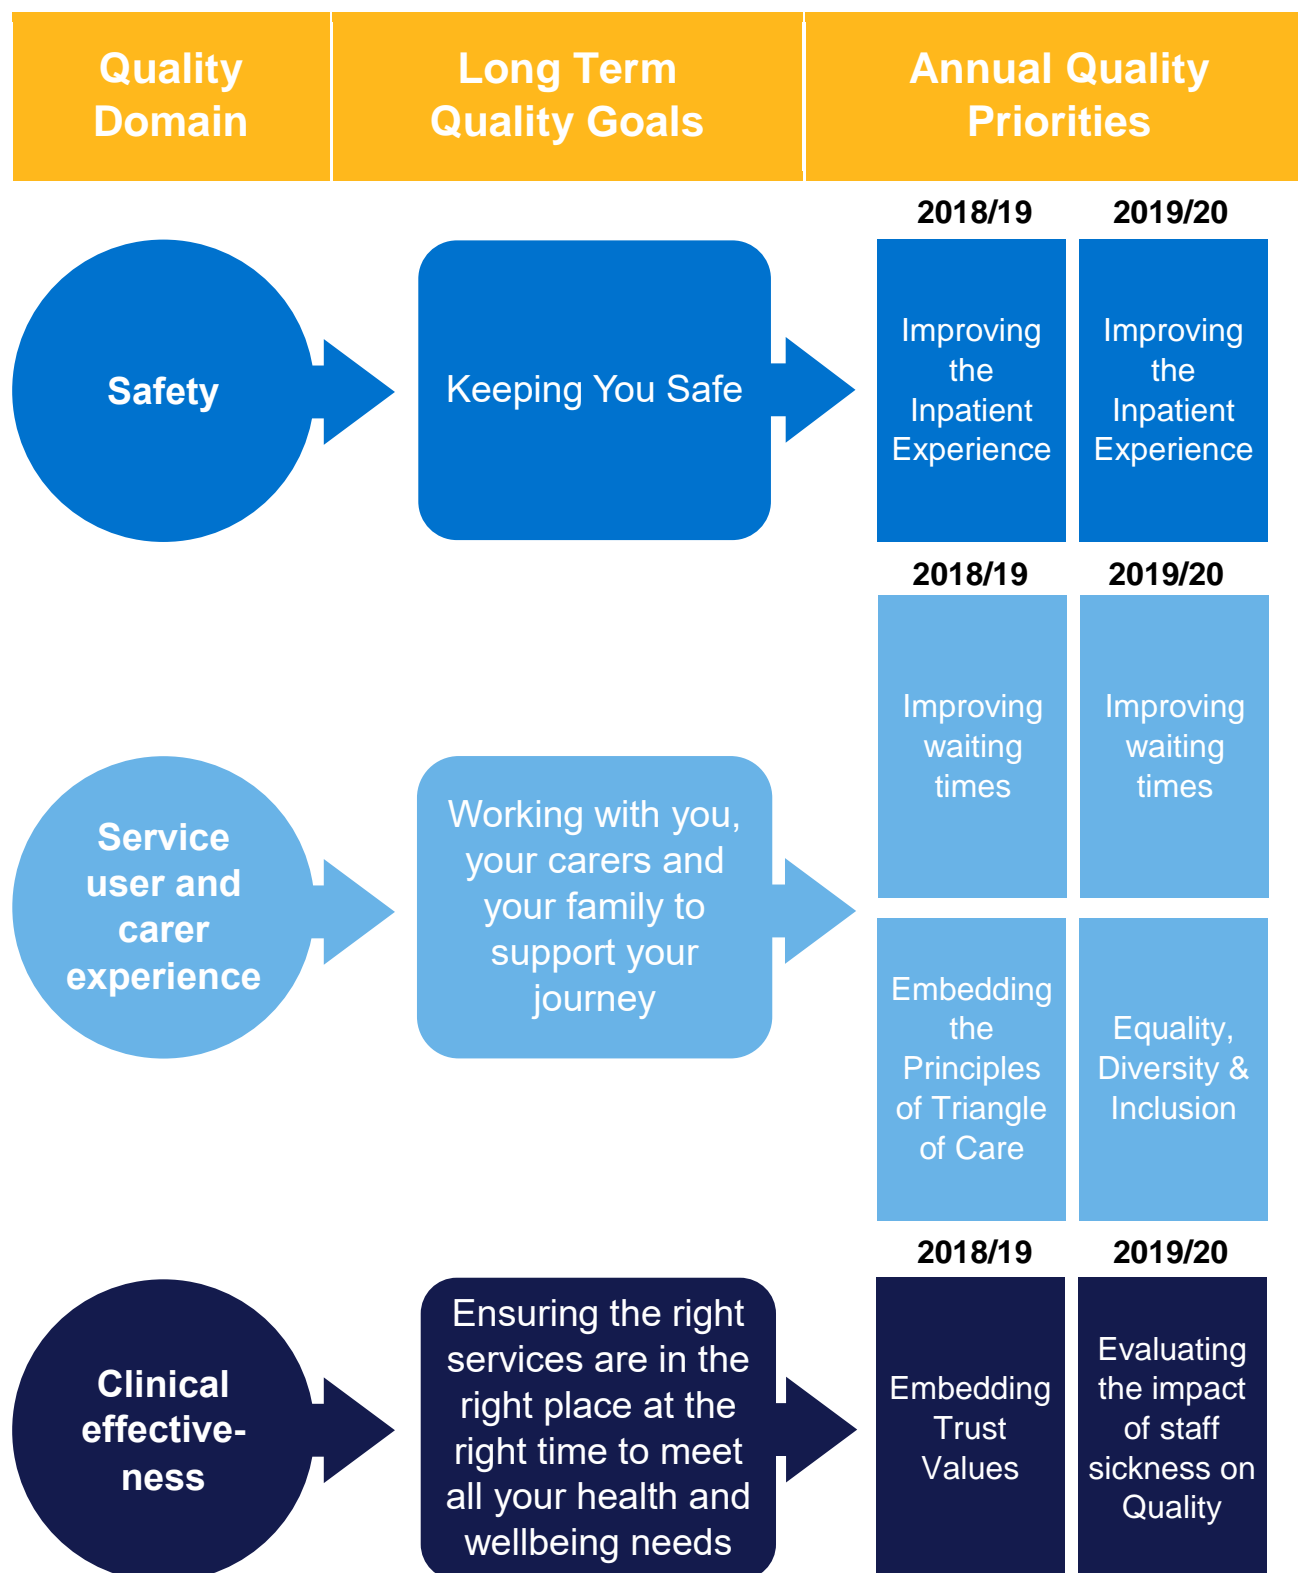 Quality
Domain
Long Term
Quality Goals
Annual Quality
Priorities
2018/19
2019/20
Safety
Keeping You Safe
Improving
the
Inpatient
Experience
Improving
the
Inpatient
Experience
2018/19
2019/20
Service
user and
carer
experience
Working with you,
your carers and
your family to
support your
journey
Improving
waiting
times
Improving
waiting
times
Embedding
the
Principles
of Triangle
of Care
Equality,
Diversity &
Inclusion
2018/19
2019/20
Clinical
effective-
ness
Ensuring the right
services are in the
right place at the
right time to meet
all your health and
wellbeing needs
Embedding
Trust
Values
Evaluating
the impact
of staff
sickness on
Quality